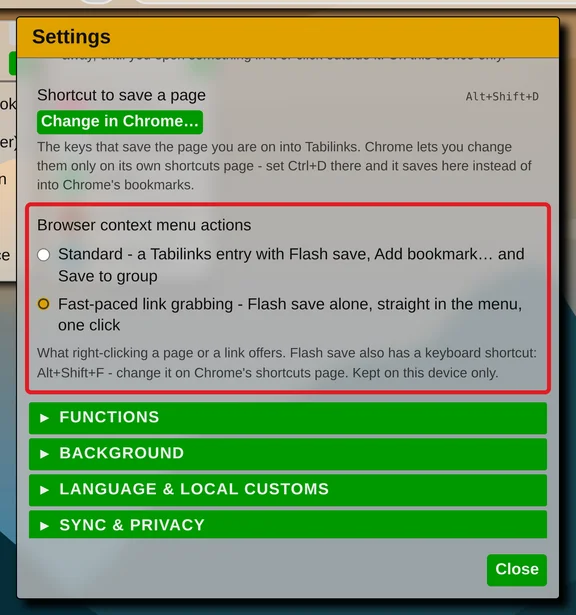 Settings
Shortcut to save a page
Alt+Shift+D
Change in Chrome...
The keys that save the page you are on into Tabilinks. Chrome lets you change
them only on its own shortcuts page - set Ctrl+D there and it saves here instead of
into Chrome's bookmarks.
Browser context menu actions
Standard - a Tabilinks entry with Flash save, Add bookmark... and
Save to group
Fast-paced link grabbing - Flash save alone, straight in the menu,
one click
What right-clicking a page or a link offers. Flash save also has a keyboard shortcut:
Alt+Shift+F - change it on Chrome's shortcuts page. Kept on this device only.
► FUNCTIONS
► BACKGROUND
► LANGUAGE & LOCAL CUSTOMS
► SYNC & PRIVACY
Close